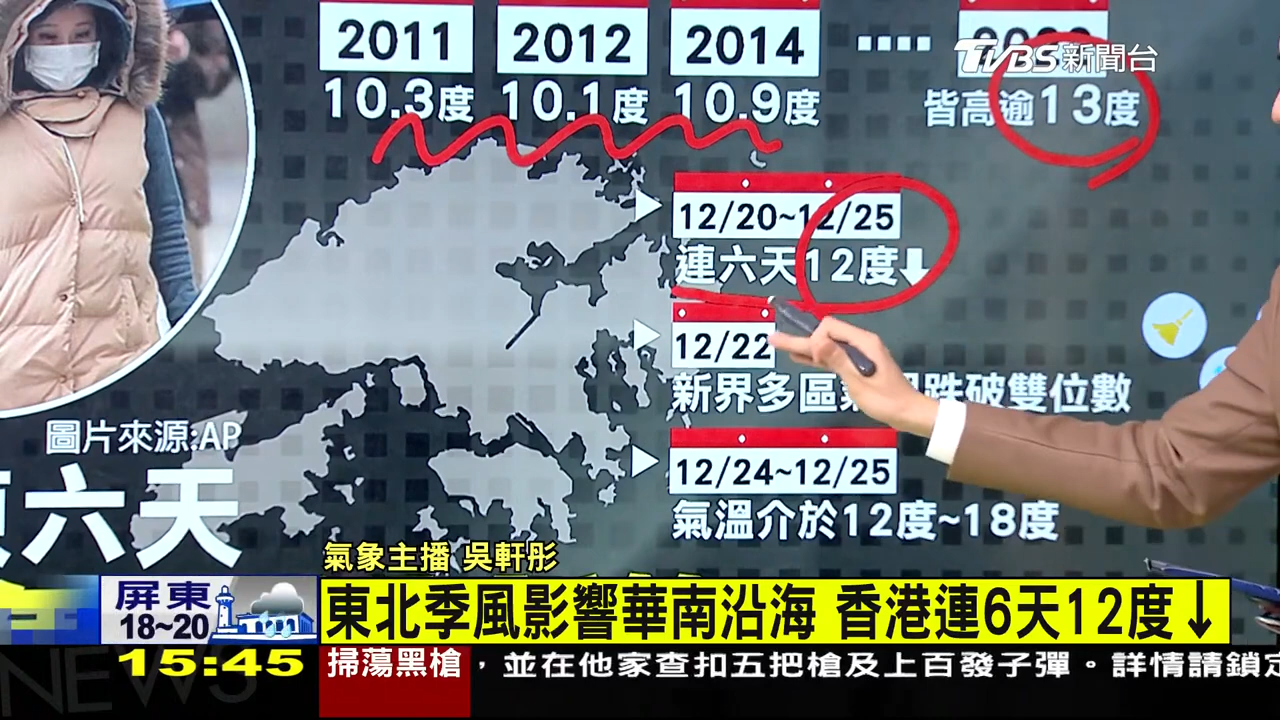 2011
2012
2014
TVBS新聞台
10.3度
10.1度
10.9度
皆高逾13度
12/20~12/25
連六天12度↓
12/22
新界多區
跌破雙位數
圖片來源:AP
12/24~12/25
氣溫介於12度~18度
六天
氣象主播 吳軒彤
屏東
18~20
東北季風影響華南沿海 香港連6天12度↓
15:45
NEWS
掃蕩黑槍，並在他家查扣五把槍及上百發子彈。詳情請鎖定